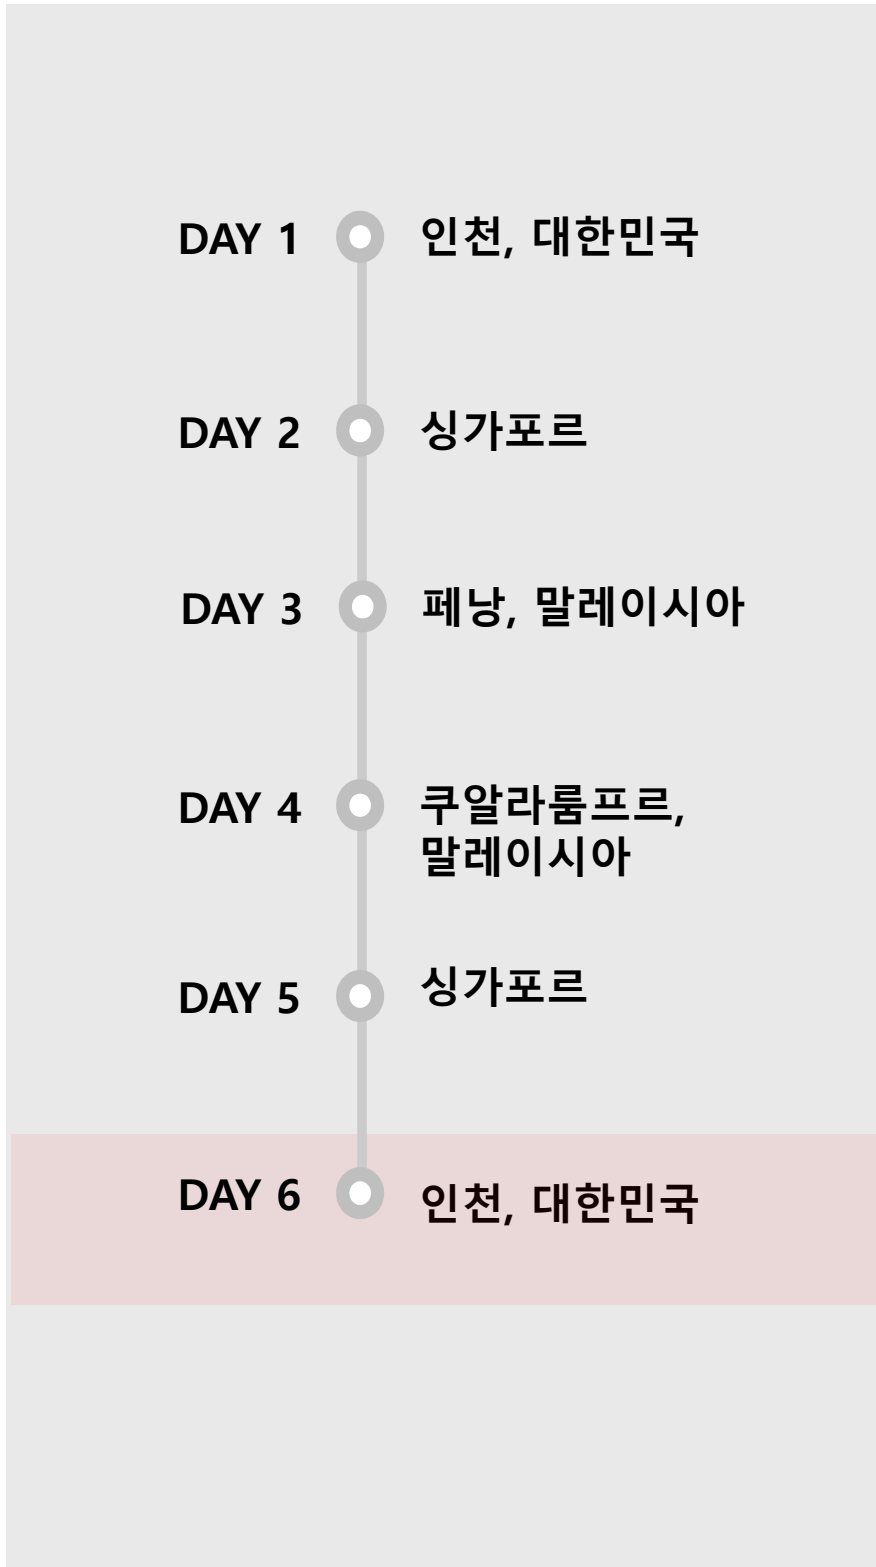 DAY 1 인천, 대한민국
DAY 2 싱가포르
DAY 3 페낭, 말레이시아
DAY 4 쿠알라룸프르,
말레이시아
DAY 5 싱가포르
DAY 6 인천, 대한민국